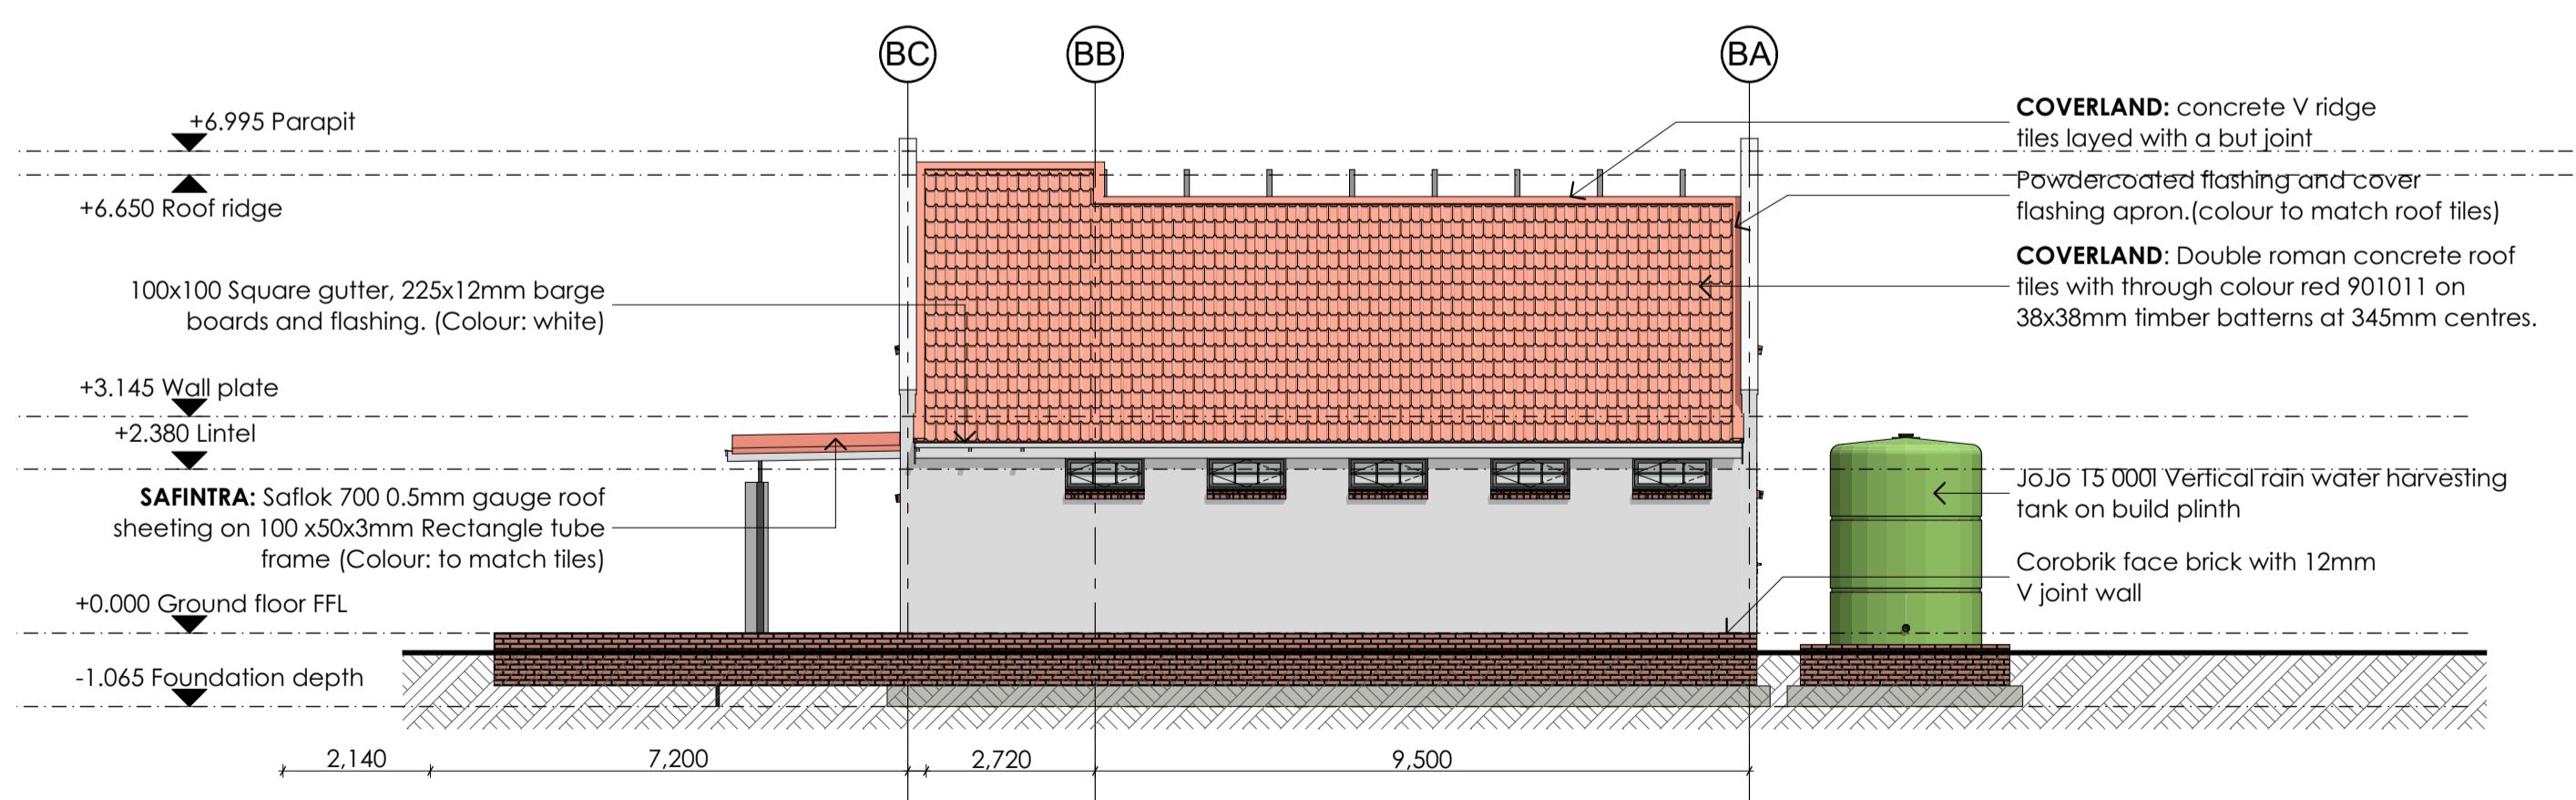 BC
BB
BA
+6.995 Parapit
+6.650 Roof ridge
100x100 Square gutter, 225x12mm barge
boards and flashing. (Colour: white)
+3.145 Wall plate
+2.380 Lintel
SAFINTRA: Saflok 700 0.5mm gauge roof
sheeting on 100 x50x3mm Rectangle tube
frame (Colour: to match tiles)
+0.000 Ground floor FFL
-1.065 Foundation depth
COVERLAND: concrete V ridge
tiles layed with a but joint
Powdercoated flashing and cover
flashing apron.(colour to match roof tiles)
COVERLAND: Double roman concrete roof
tiles with through colour red 901011 on
38x38mm timber batterns at 345mm centres.
JoJo 15 000l Vertical rain water harvesting
tank on build plinth
Corobrik face brick with 12mm
V joint wall
2,140
7,200
2,720
9,500